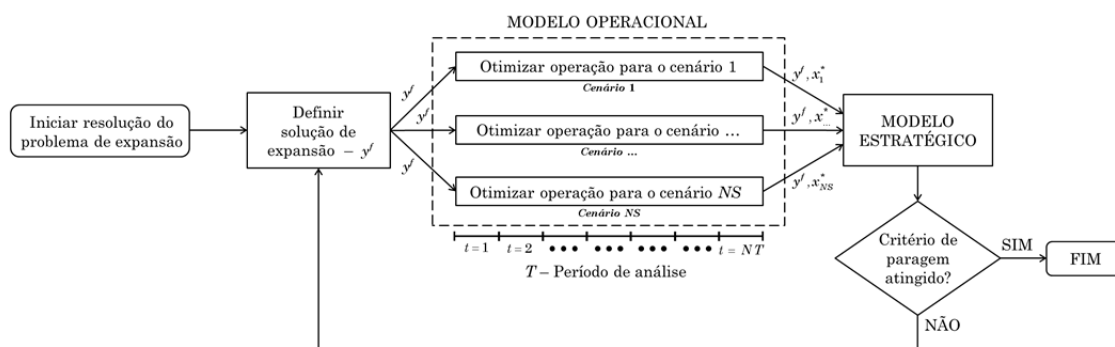 MODELO OPERACIONAL
Iniciar resolução do
problema de expansão
Definir
solução de
expansão – y^f
y^f
y^f
y^f
Otimizar operação para o cenário 1
Cenário 1
Otimizar operação para o cenário ...
Cenário ...
Otimizar operação para o cenário NS
Cenário NS
t = 1 t = 2 ••• ••• ••• ••• t = NT
T – Período de análise
y^f, x_1^*
y^f, x_...^*
y^f, x_NS^*
MODELO
ESTRATÉGICO
Critério de
paragem
atingido?
SIM
FIM
NÃO